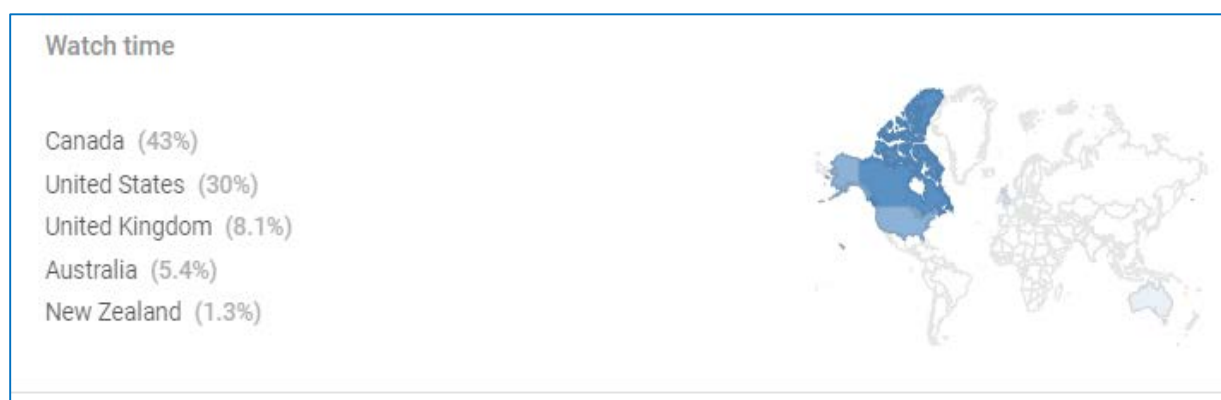 Watch time
Canada (43%)
United States (30%)
United Kingdom (8.1%)
Australia (5.4%)
New Zealand (1.3%)